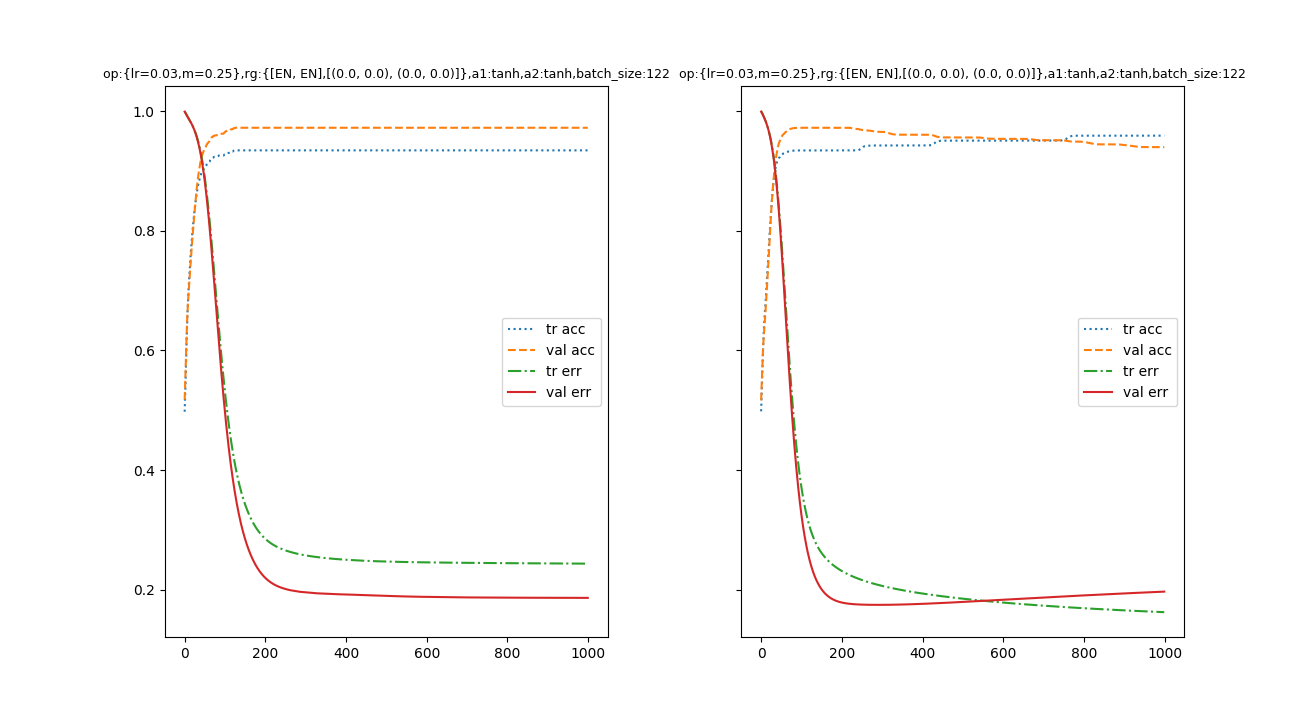 op:{lr=0.03,m=0.25},rg:{[EN, EN],[(0.0, 0.0), (0.0, 0.0)]},a1:tanh,a2:tanh,batch_size:122
1.0
0.8
0.6
0.4
0.2
0
200
400
600
800
1000
tr acc
val acc
tr err
val err
op:{lr=0.03,m=0.25},rg:{[EN, EN],[(0.0, 0.0), (0.0, 0.0)]},a1:tanh,a2:tanh,batch_size:122
0
200
400
600
800
1000
tr acc
val acc
tr err
val err